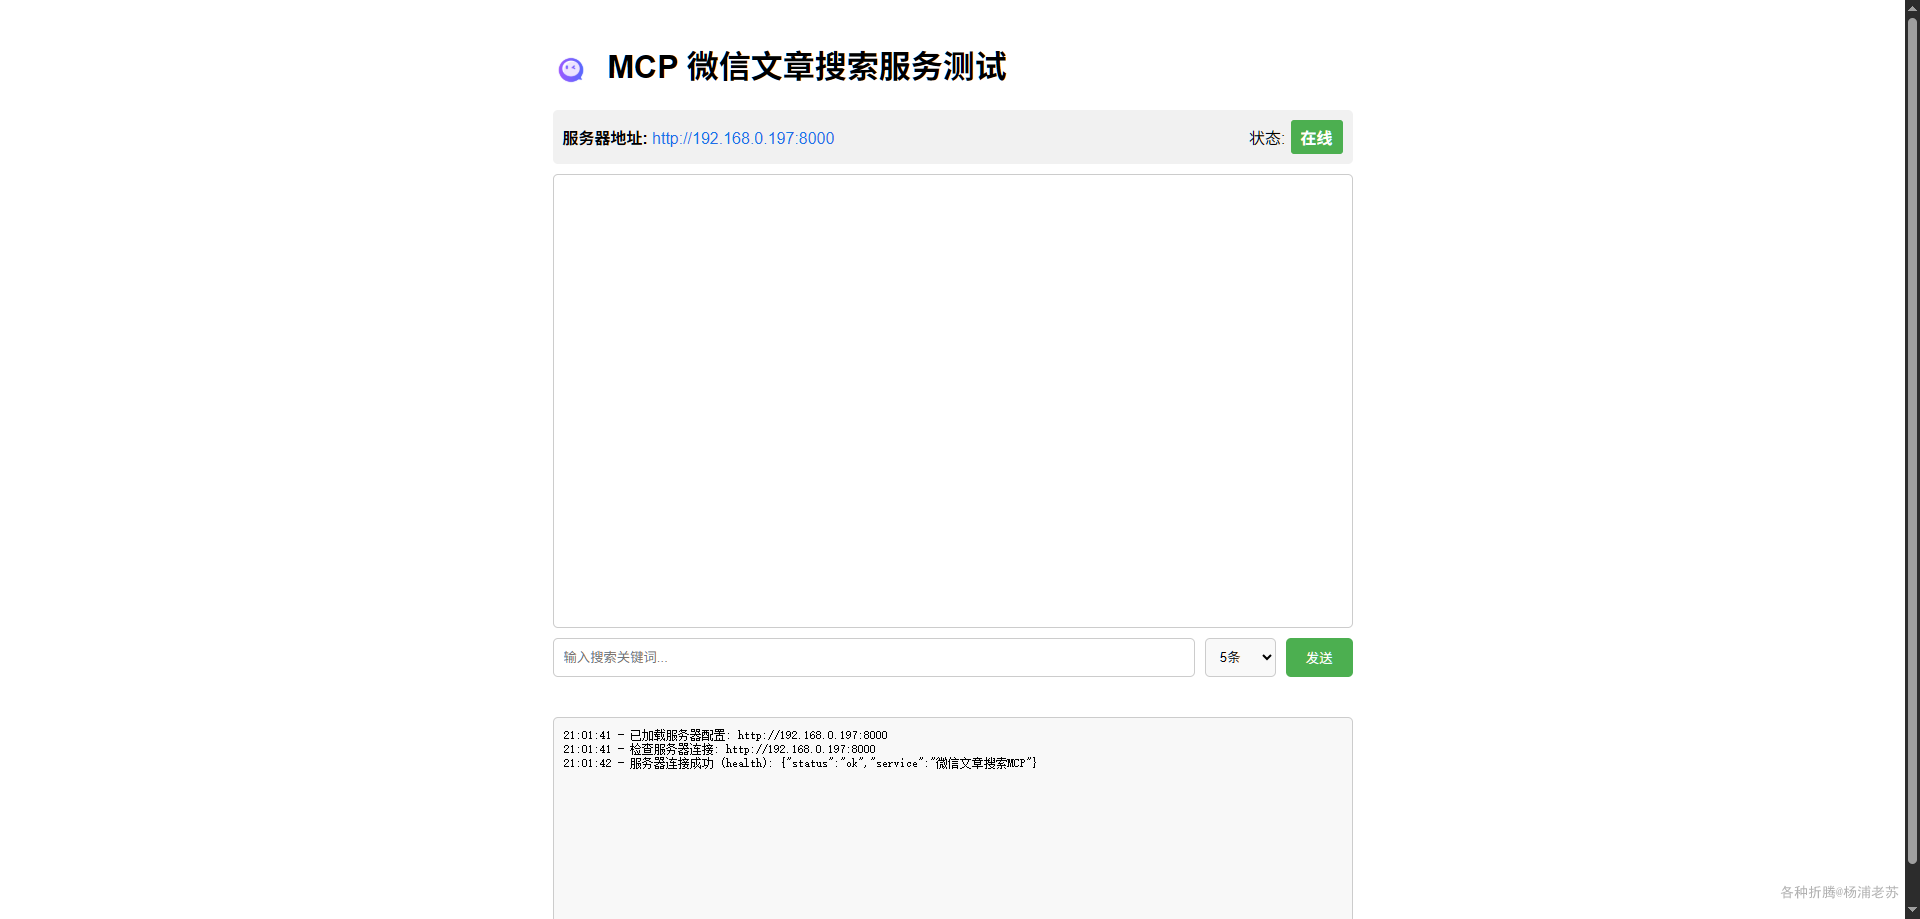 MCP 微信文章搜索服务测试
服务器地址: http://192.168.0.197:8000 状态: 在线
输入搜索关键词... 5条 发送
21:01:41 - 已加载服务器配置: http://192.168.0.197:8000
21:01:41 - 检查服务器连接: http://192.168.0.197:8000
21:01:42 - 服务器连接成功 (health): {"status":"ok","service":"微信文章搜索MCP"}
各种折腾@杨浦老苏